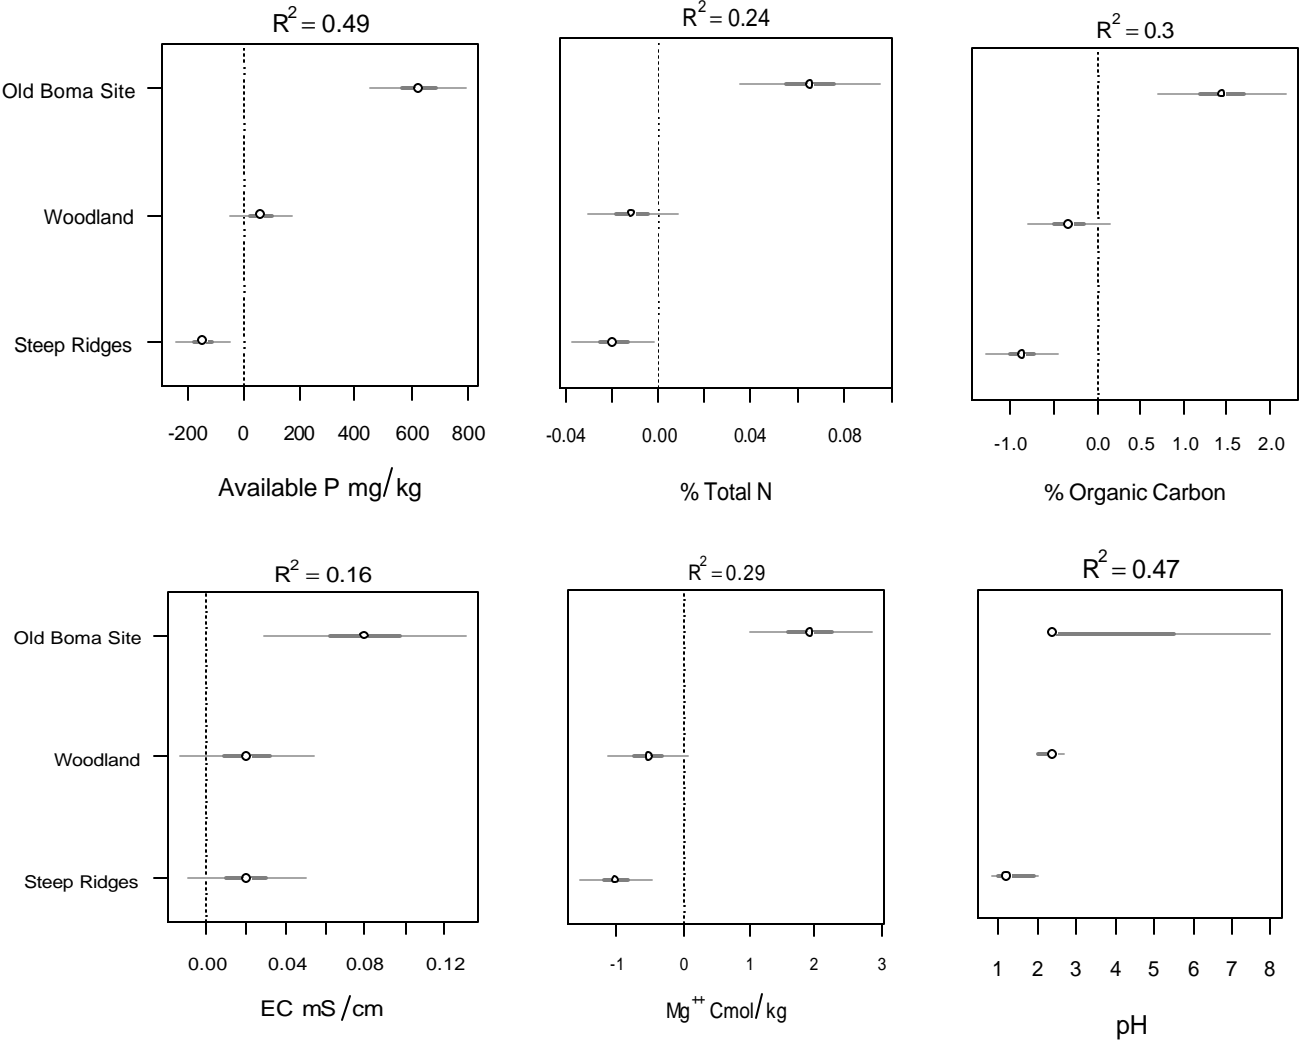 R² = 0.49
R² = 0.24
R² = 0.3
Old Boma Site
Woodland
Steep Ridges
-200 0 200 400 600 800
-0.04 0.00 0.04 0.08
-1.0 0.0 0.5 1.0 1.5 2.0
Available P mg/kg
% Total N
% Organic Carbon
R² = 0.16
R² = 0.29
R² = 0.47
Old Boma Site
Woodland
Steep Ridges
0.00 0.04 0.08 0.12
-1 0 1 2 3
1 2 3 4 5 6 7 8
EC mS/cm
Mg⁺⁺ Cmol/kg
pH